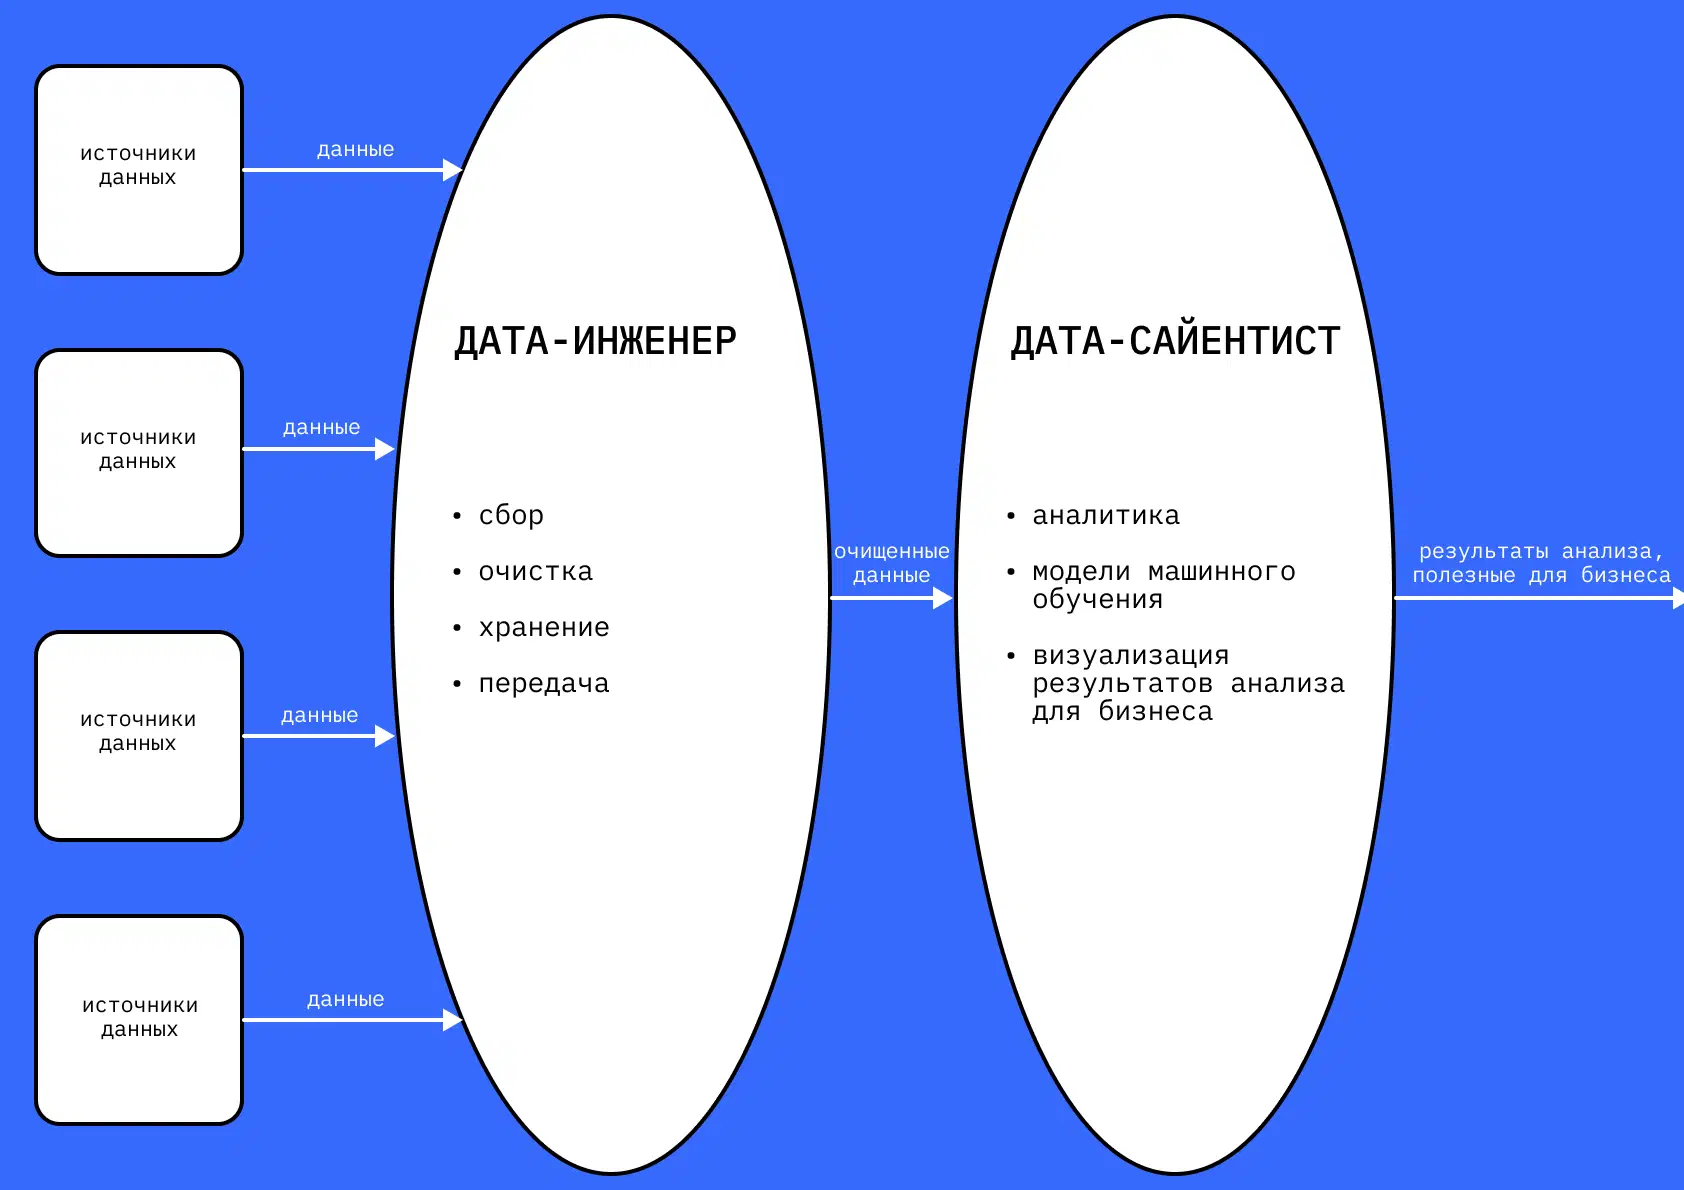 источники
данных
данные
источники
данных
данные
источники
данных
данные
источники
данных
данные
ДАТА-ИНЖЕНЕР
• сбор
• очистка
• хранение
• передача
очищенные
данные
ДАТА-САЙЕНТИСТ
• аналитика
• модели машинного
обучения
• визуализация
результатов анализа
для бизнеса
результаты анализа,
полезные для бизнеса